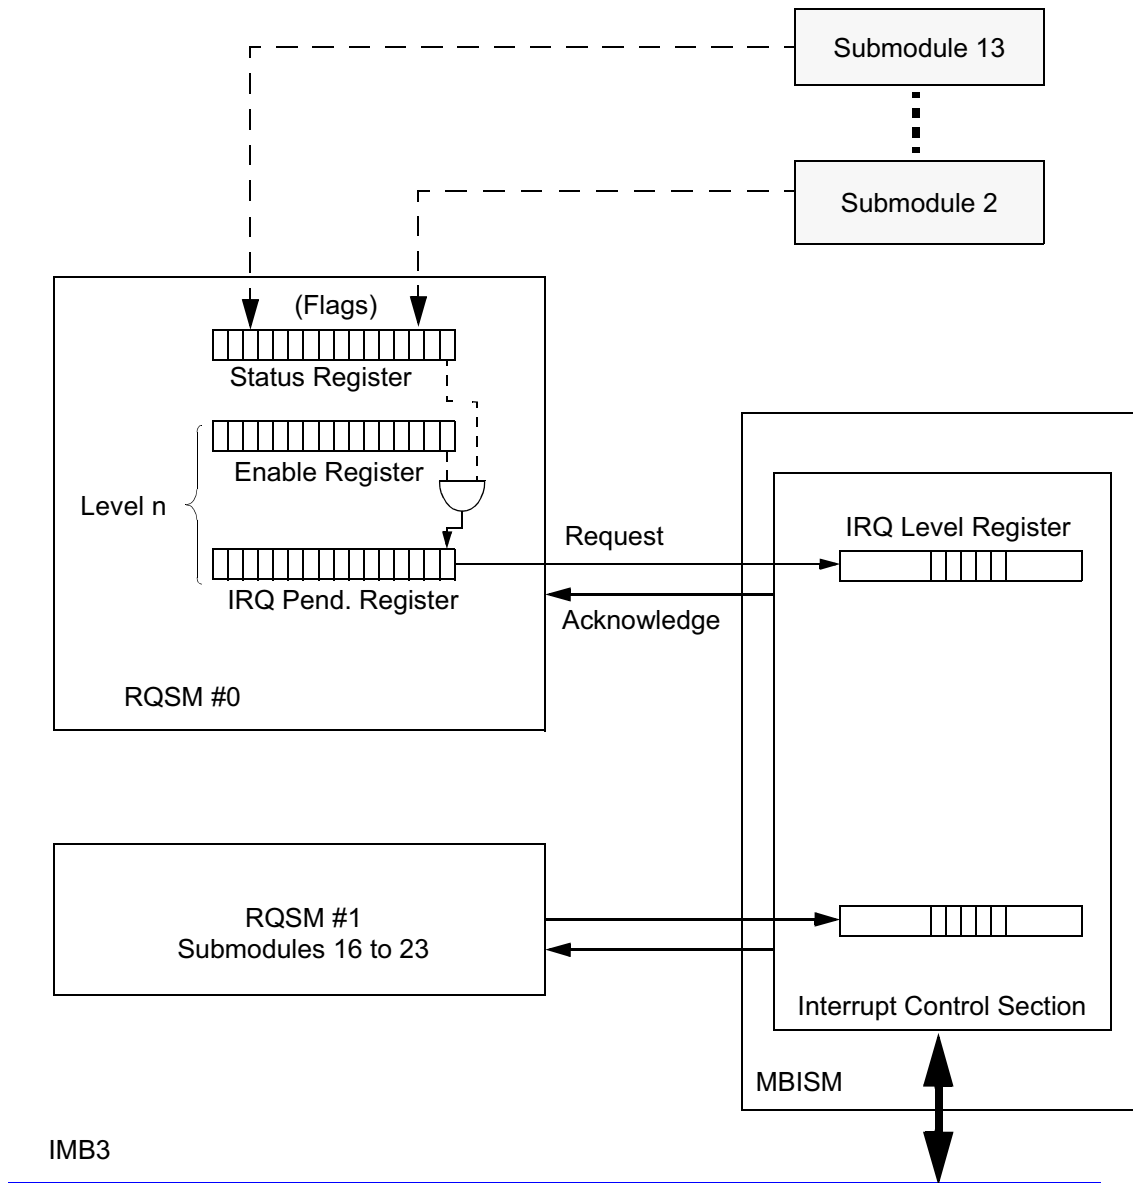 Submodule 13
Submodule 2
(Flags)
Status Register
Enable Register
Level n
IRQ Pend. Register
RQSM #0
Request
Acknowledge
IRQ Level Register
RQSM #1
Submodules 16 to 23
Interrupt Control Section
MBISM
IMB3